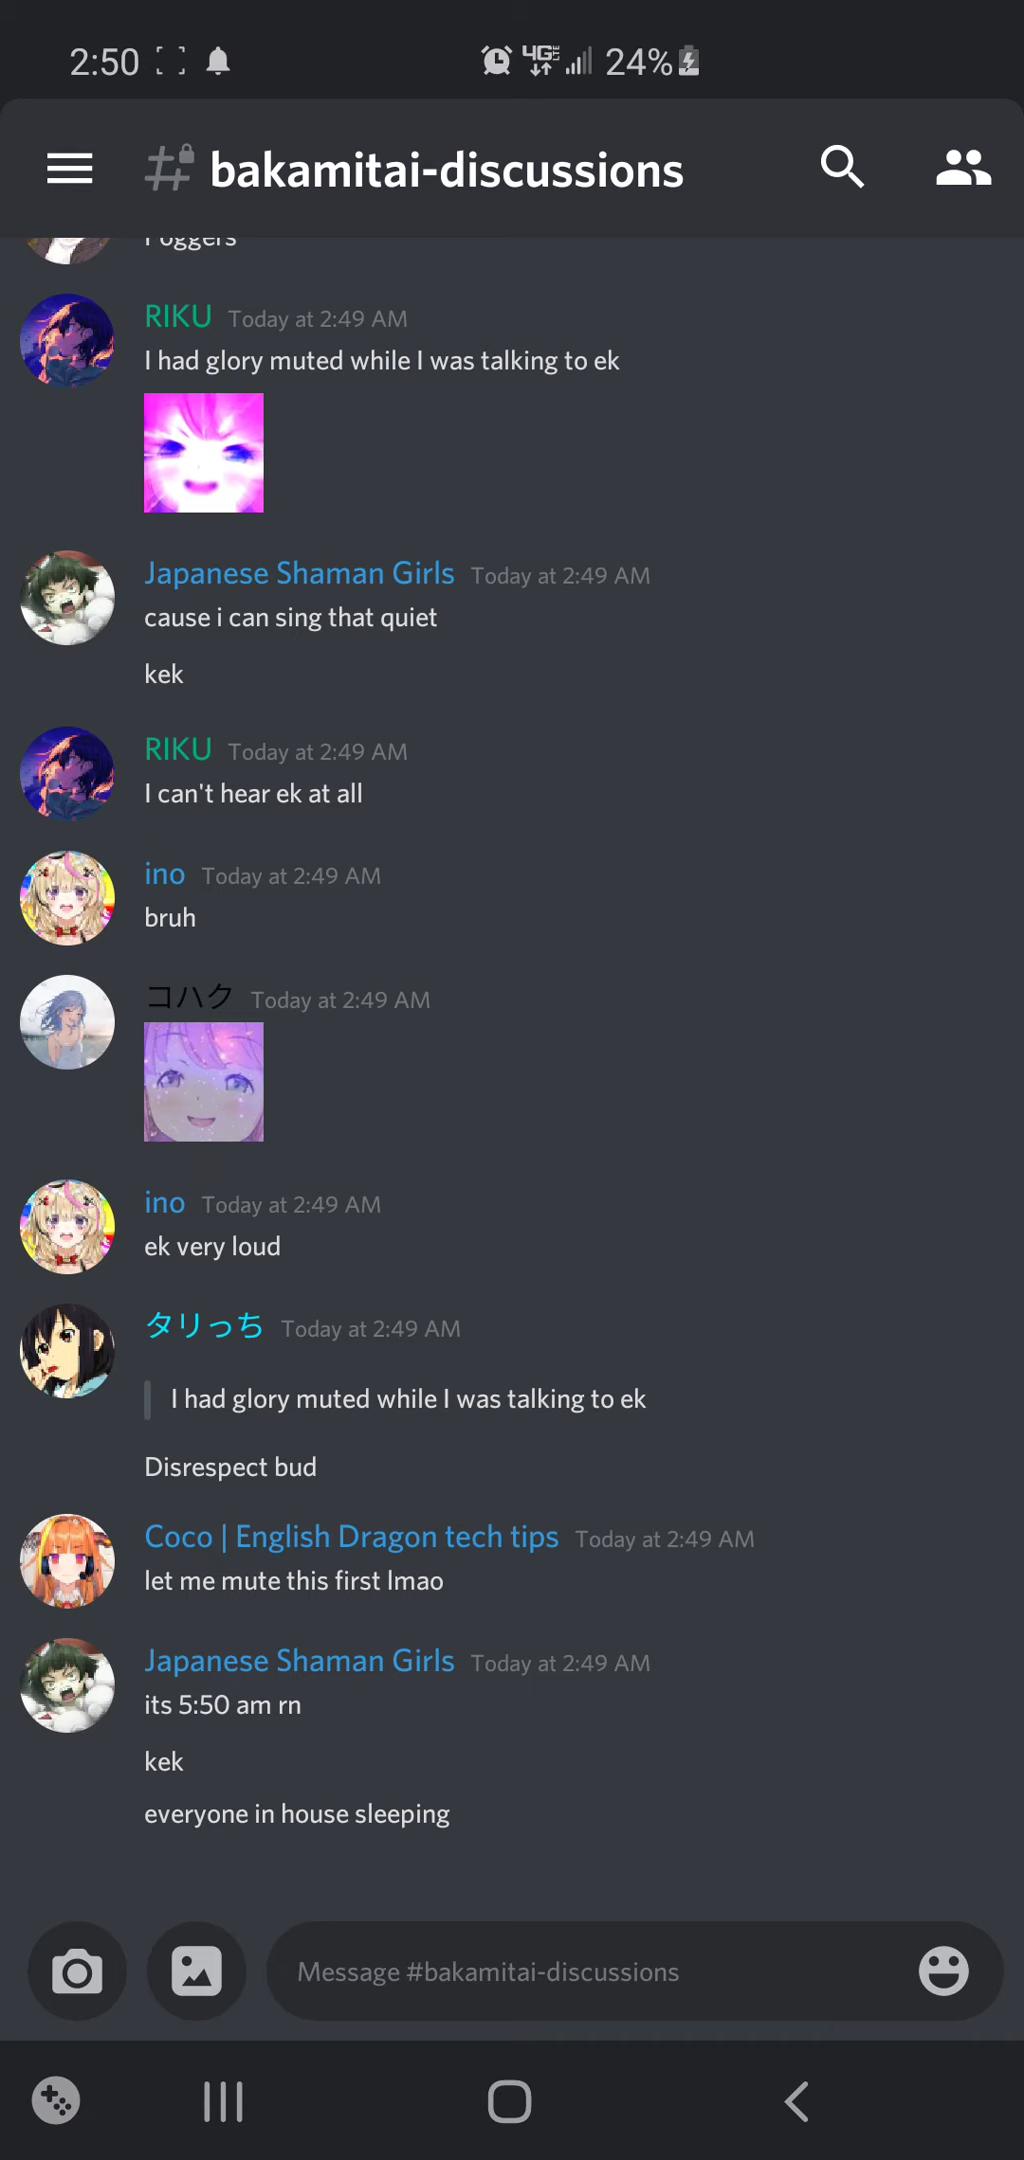 2:50 4G LTE 24%
bakamitai-discussions
Poggers
RIKU Today at 2:49 AM
I had glory muted while I was talking to ek
Japanese Shaman Girls Today at 2:49 AM
cause i can sing that quiet
kek
RIKU Today at 2:49 AM
I can't hear ek at all
ino Today at 2:49 AM
bruh
コハク Today at 2:49 AM
ino Today at 2:49 AM
ek very loud
タリっち Today at 2:49 AM
I had glory muted while I was talking to ek
Disrespect bud
Coco | English Dragon tech tips Today at 2:49 AM
let me mute this first lmao
Japanese Shaman Girls Today at 2:49 AM
its 5:50 am rn
kek
everyone in house sleeping
Message #bakamitai-discussions